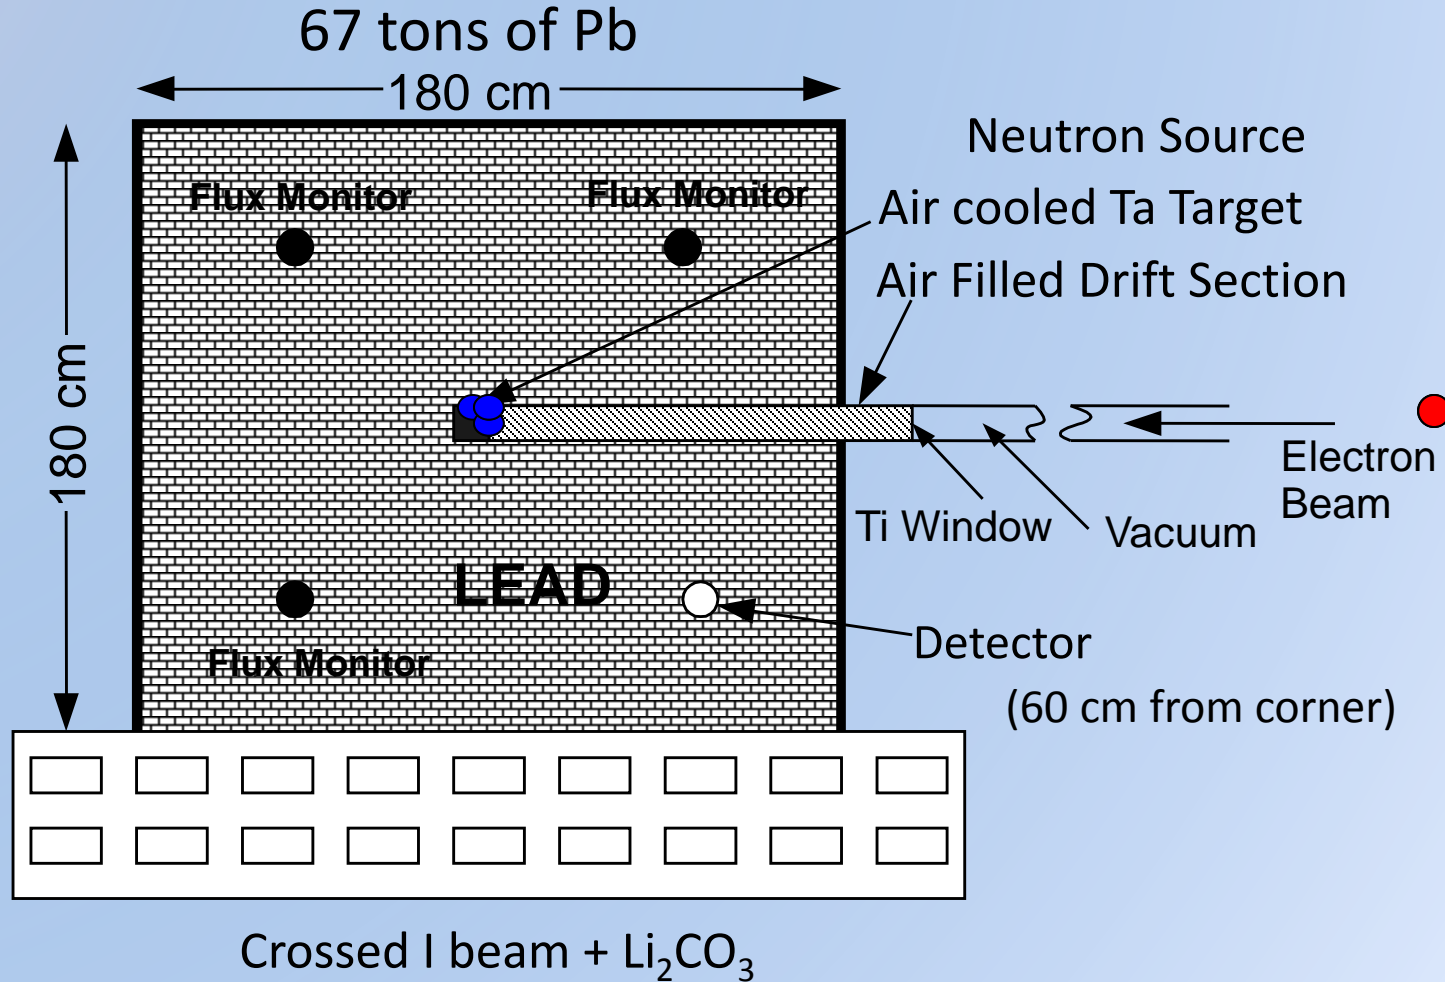 67 tons of Pb
180 cm
Neutron Source
Flux Monitor
Flux Monitor
Air cooled Ta Target
Air Filled Drift Section
180 cm
Electron
Beam
Ti Window
Vacuum
LEAD
Detector
Flux Monitor
(60 cm from corner)
Crossed I beam + Li₂CO₃